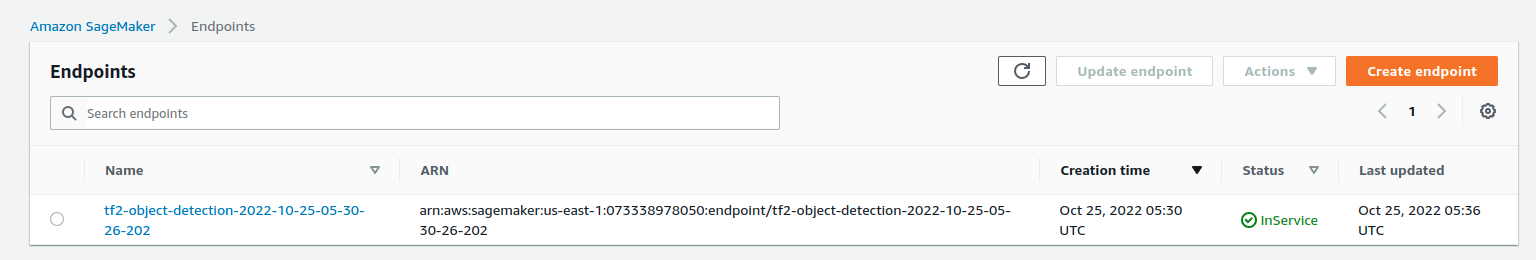 Amazon SageMaker > Endpoints
Endpoints
Update endpoint
Actions
Create endpoint
Search endpoints
1
Name
ARN
Creation time
Status
Last updated
tf2-object-detection-2022-10-25-05-30-
26-202
arn:aws:sagemaker:us-east-1:073338978050:endpoint/tf2-object-detection-2022-10-25-05-
30-26-202
Oct 25, 2022 05:30
UTC
InService
Oct 25, 2022 05:36
UTC